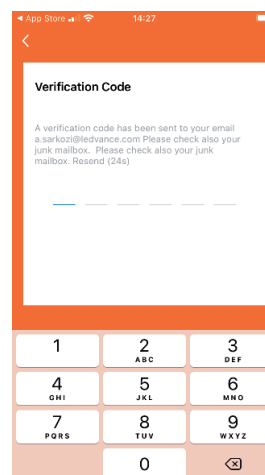 App Store 14:27
Verification Code
A verification code has been sent to your email
a.sarkozi@ledvance.com Please check also your
junk mailbox.  Please check also your junk
mailbox. Resend (24s)
1 2 3
ABC DEF
4 5 6
GHI JKL MNO
7 8 9
PQRS TUV WXYZ
0